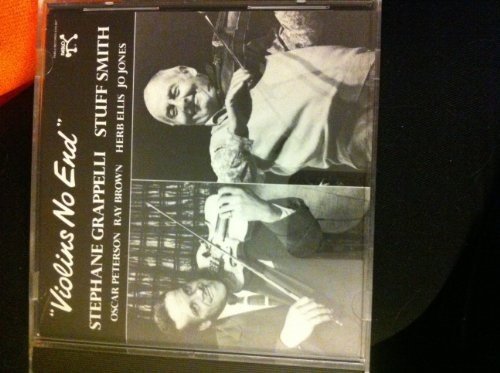 "Violins No End"
STEPHANE GRAPPELLI STUFF SMITH
OSCAR PETERSON RAY BROWN HERB ELLIS JO JONES